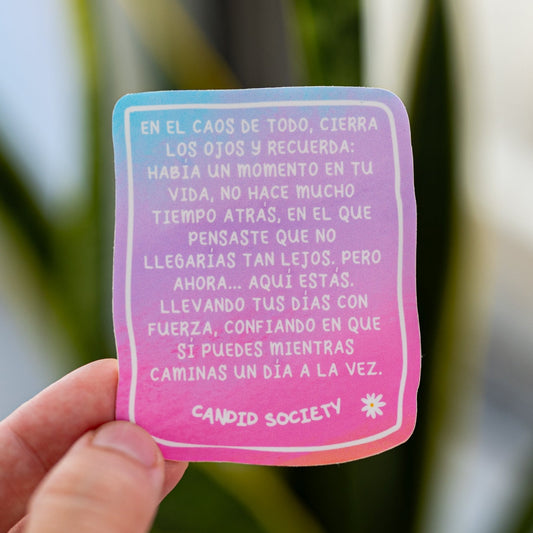 EN EL CAOS DE TODO, CIERRA
LOS OJOS Y RECUERDA:
HABÍA UN MOMENTO EN TU
VIDA, NO HACE MUCHO
TIEMPO ATRÁS, EN EL QUE
PENSASTE QUE NO
LLEGARÍAS TAN LEJOS. PERO
AHORA... AQUÍ ESTÁS.
LLEVANDO TUS DÍAS CON
FUERZA, CONFIANDO EN QUE
SÍ PUEDES MIENTRAS
CAMINAS UN DÍA A LA VEZ.
CANDID SOCIETY